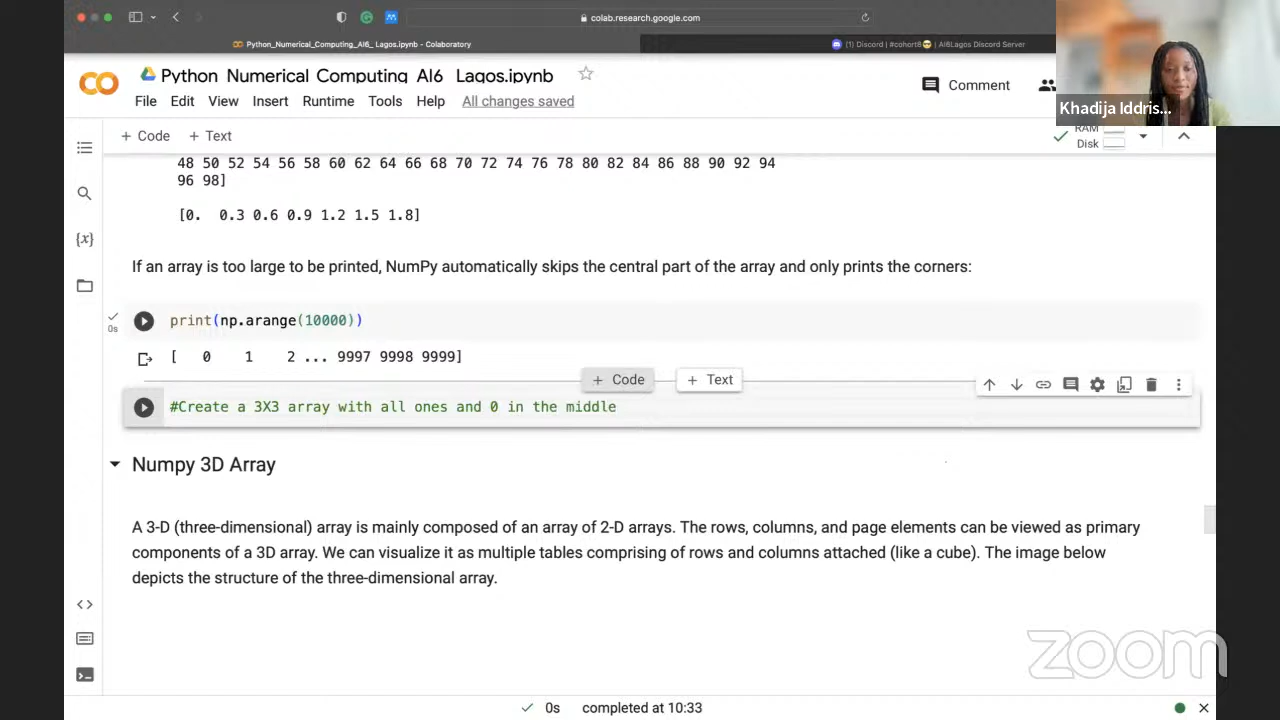 colab.research.google.com
Python_Numerical_Computing_AI6_ Lagos.ipynb - Colaboratory
(1) Discord | #cohort8😎 | AI6Lagos Discord Server
Python_Numerical_Computing_AI6_ Lagos.ipynb
File Edit View Insert Runtime Tools Help All changes saved
Comment
Khadija Iddris...
+ Code + Text
RAM
Disk
48 50 52 54 56 58 60 62 64 66 68 70 72 74 76 78 80 82 84 86 88 90 92 94
96 98]
[0. 0.3 0.6 0.9 1.2 1.5 1.8]
If an array is too large to be printed, NumPy automatically skips the central part of the array and only prints the corners:
0s
print(np.arange(10000))
[ 0 1 2 ... 9997 9998 9999]
+ Code + Text
#Create a 3X3 array with all ones and 0 in the middle
Numpy 3D Array
A 3-D (three-dimensional) array is mainly composed of an array of 2-D arrays. The rows, columns, and page elements can be viewed as primary
components of a 3D array. We can visualize it as multiple tables comprising of rows and columns attached (like a cube). The image below
depicts the structure of the three-dimensional array.
zoom
0s completed at 10:33